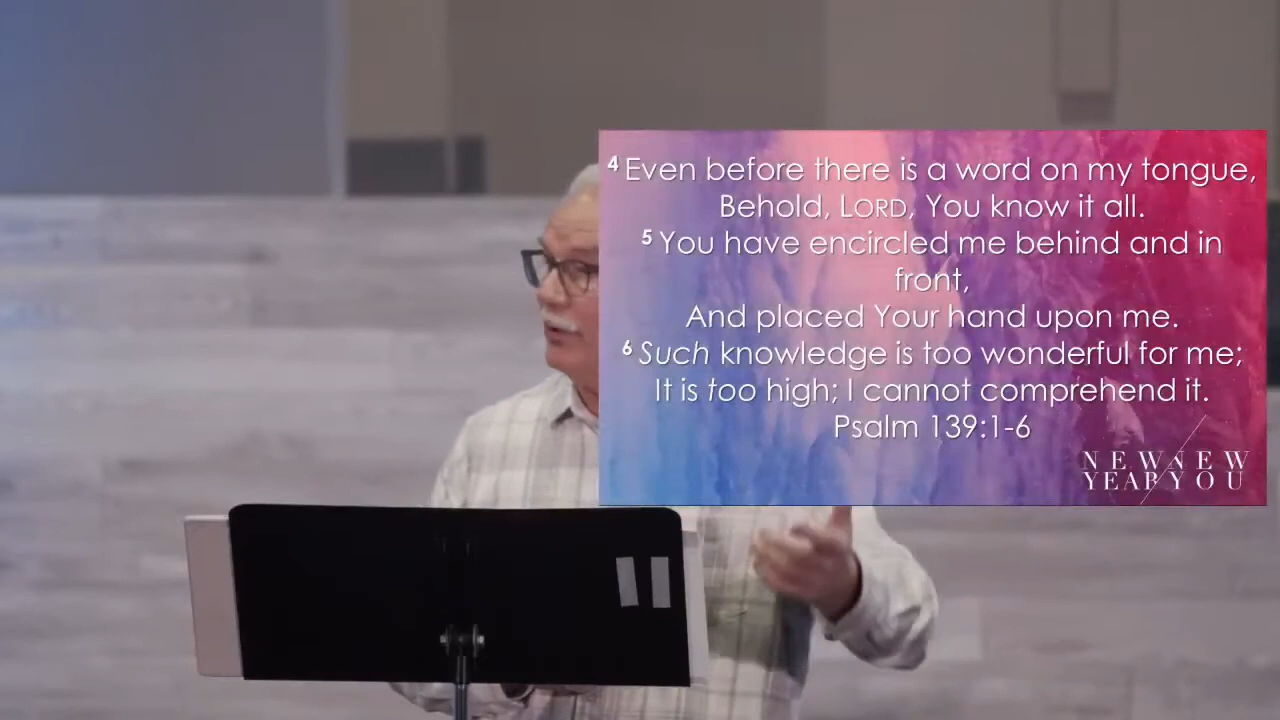 4 Even before there is a word on my tongue,
Behold, LORD, You know it all.
5 You have encircled me behind and in
front,
And placed Your hand upon me.
6 Such knowledge is too wonderful for me;
It is too high; I cannot comprehend it.
Psalm 139:1-6
NEW NEW
YEAR YOU